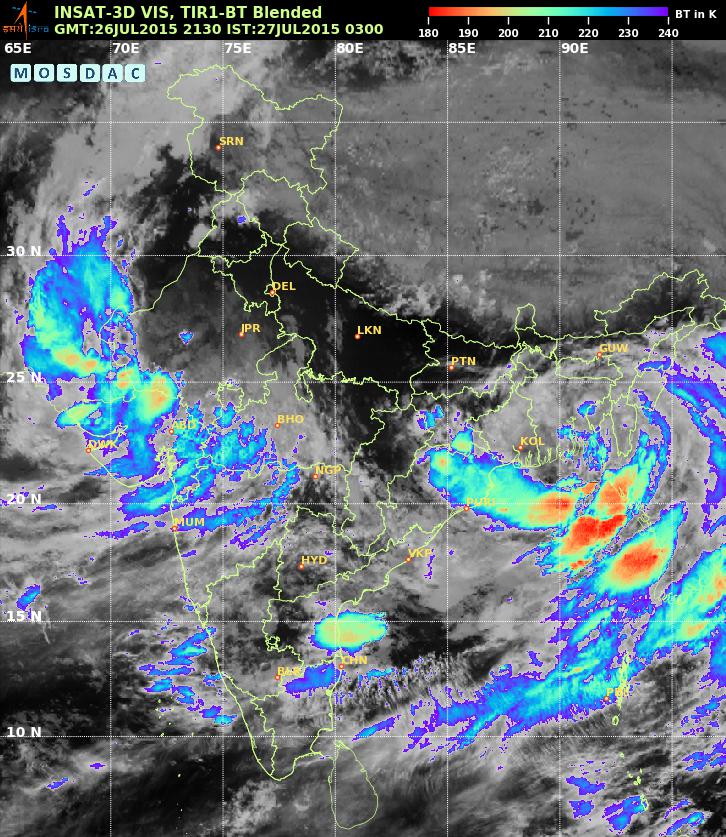 INSAT-3D VIS, TIR1-BT Blended
GMT:26JUL2015 2130 IST:27JUL2015 0300
BT in K
180 190 200 210 220 230 240
65E 70E 75E 80E 85E 90E
MOSDAC
SRN
30 N
DEL
JPR LKN
GUW
PTN
25 N
BHO
ABD
DWK KOL
NGP
20 N PURI
MUM
VKP
HYD
15 N
CHN
BLR
PBL
10 N